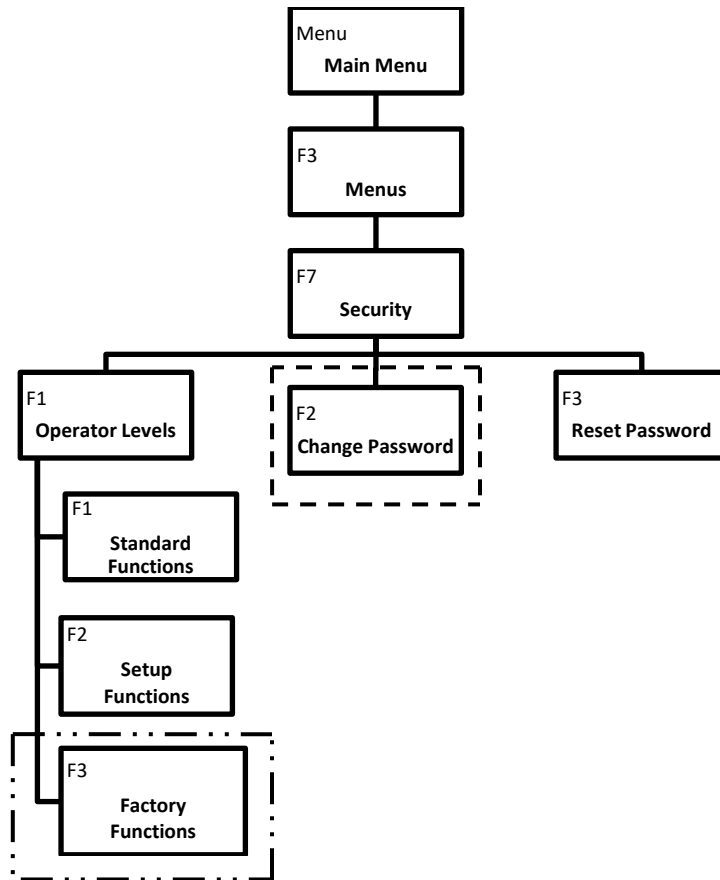 Menu
Main Menu
F3
Menus
F7
Security
F1
Operator Levels
F2
Change Password
F3
Reset Password
F1
Standard
Functions
F2
Setup
Functions
F3
Factory
Functions